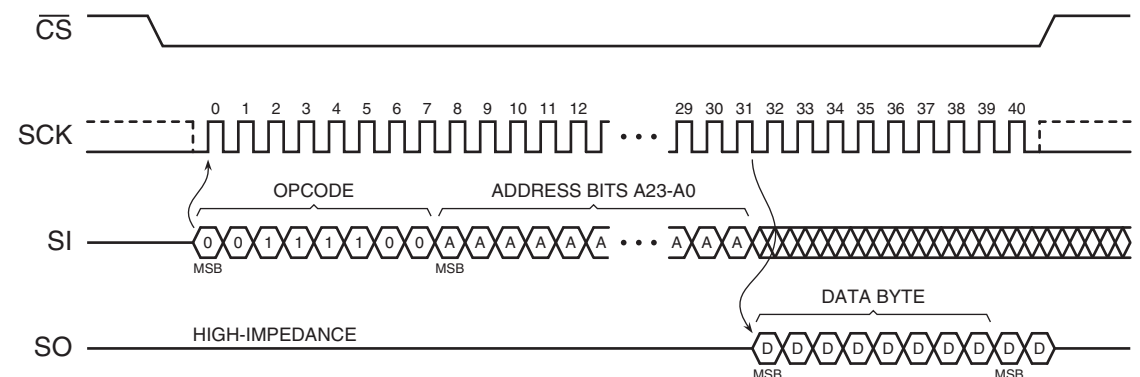 CS
0 1 2 3 4 5 6 7 8 9 10 11 12 29 30 31 32 33 34 35 36 37 38 39 40
SCK
OPCODE ADDRESS BITS A23-A0
SI 0 0 1 1 1 1 0 0 A A A A A A A A A
MSB MSB
DATA BYTE
HIGH-IMPEDANCE
SO D D D D D D D D D D
MSB MSB